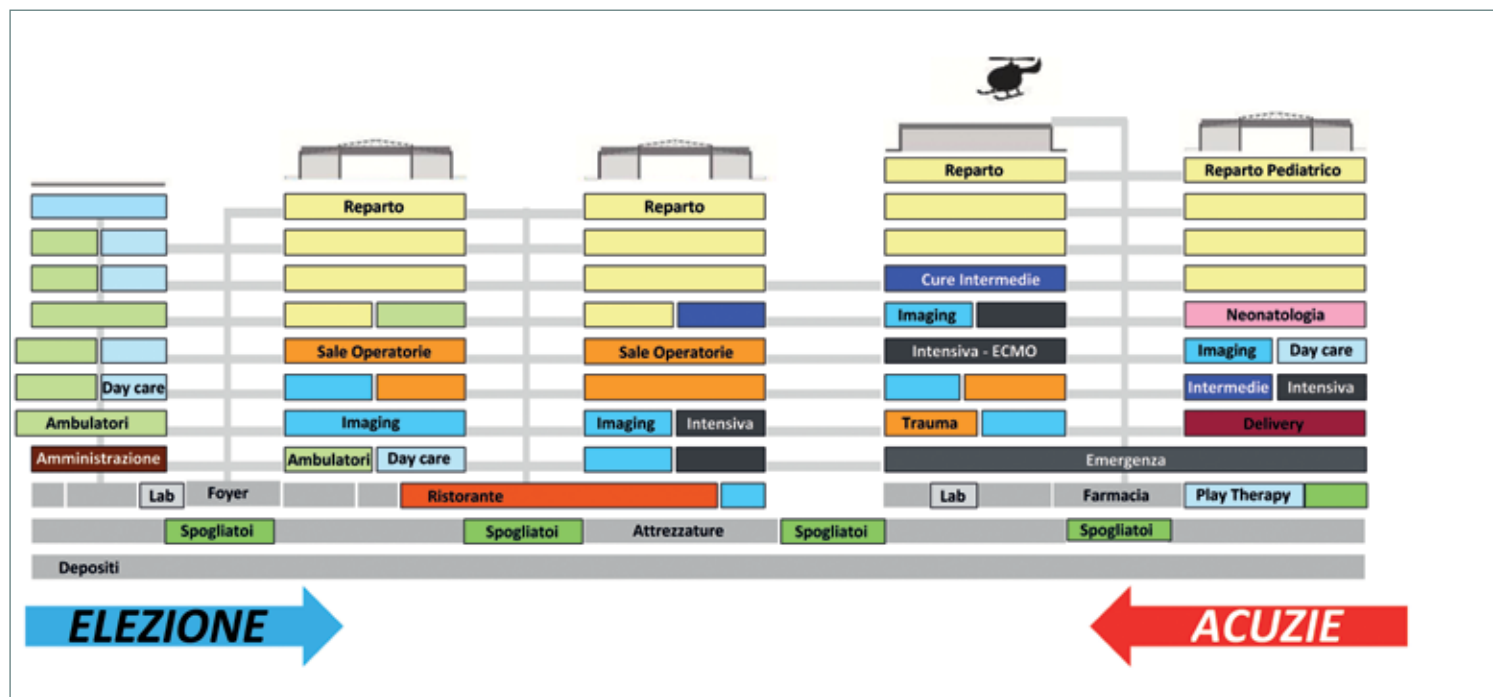 Reparto
Reparto Pediatrico
Reparto
Reparto
Cure Intermedie
Imaging
Neonatologia
Sale Operatorie
Sale Operatorie
Intensiva - ECMO
Imaging
Day care
Day care
Intermedie
Intensiva
Ambulatori
Imaging
Imaging
Intensiva
Trauma
Delivery
Amministrazione
Ambulatori
Day care
Emergenza
Lab
Foyer
Ristorante
Lab
Farmacia
Play Therapy
Spogliatoi
Spogliatoi
Attrezzature
Spogliatoi
Spogliatoi
Depositi
ELEZIONE
ACUZIE